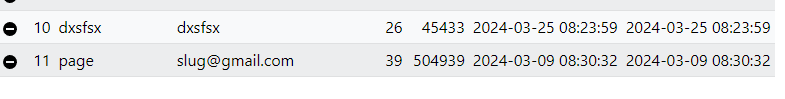 10 dxsfsx dxsfsx 26 45433 2024-03-25 08:23:59 2024-03-25 08:23:59
11 page slug@gmail.com 39 504939 2024-03-09 08:30:32 2024-03-09 08:30:32